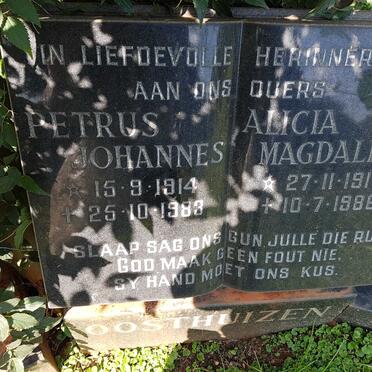 IN LIEFDEVOLLE HERINNER
AAN ONS OUERS
PETRUS ALICIA
JOHANNES MAGDAL
☆ 15·9·1914 ☆ 27·11·191
✝ 25·10·1983 ✝ 10·7·1986
SLAAP SAG ONS GUN JULLE DIE RU
GOD MAAK GEEN FOUT NIE,
SY HAND MOET ONS KUS.
OOSTHUIZEN